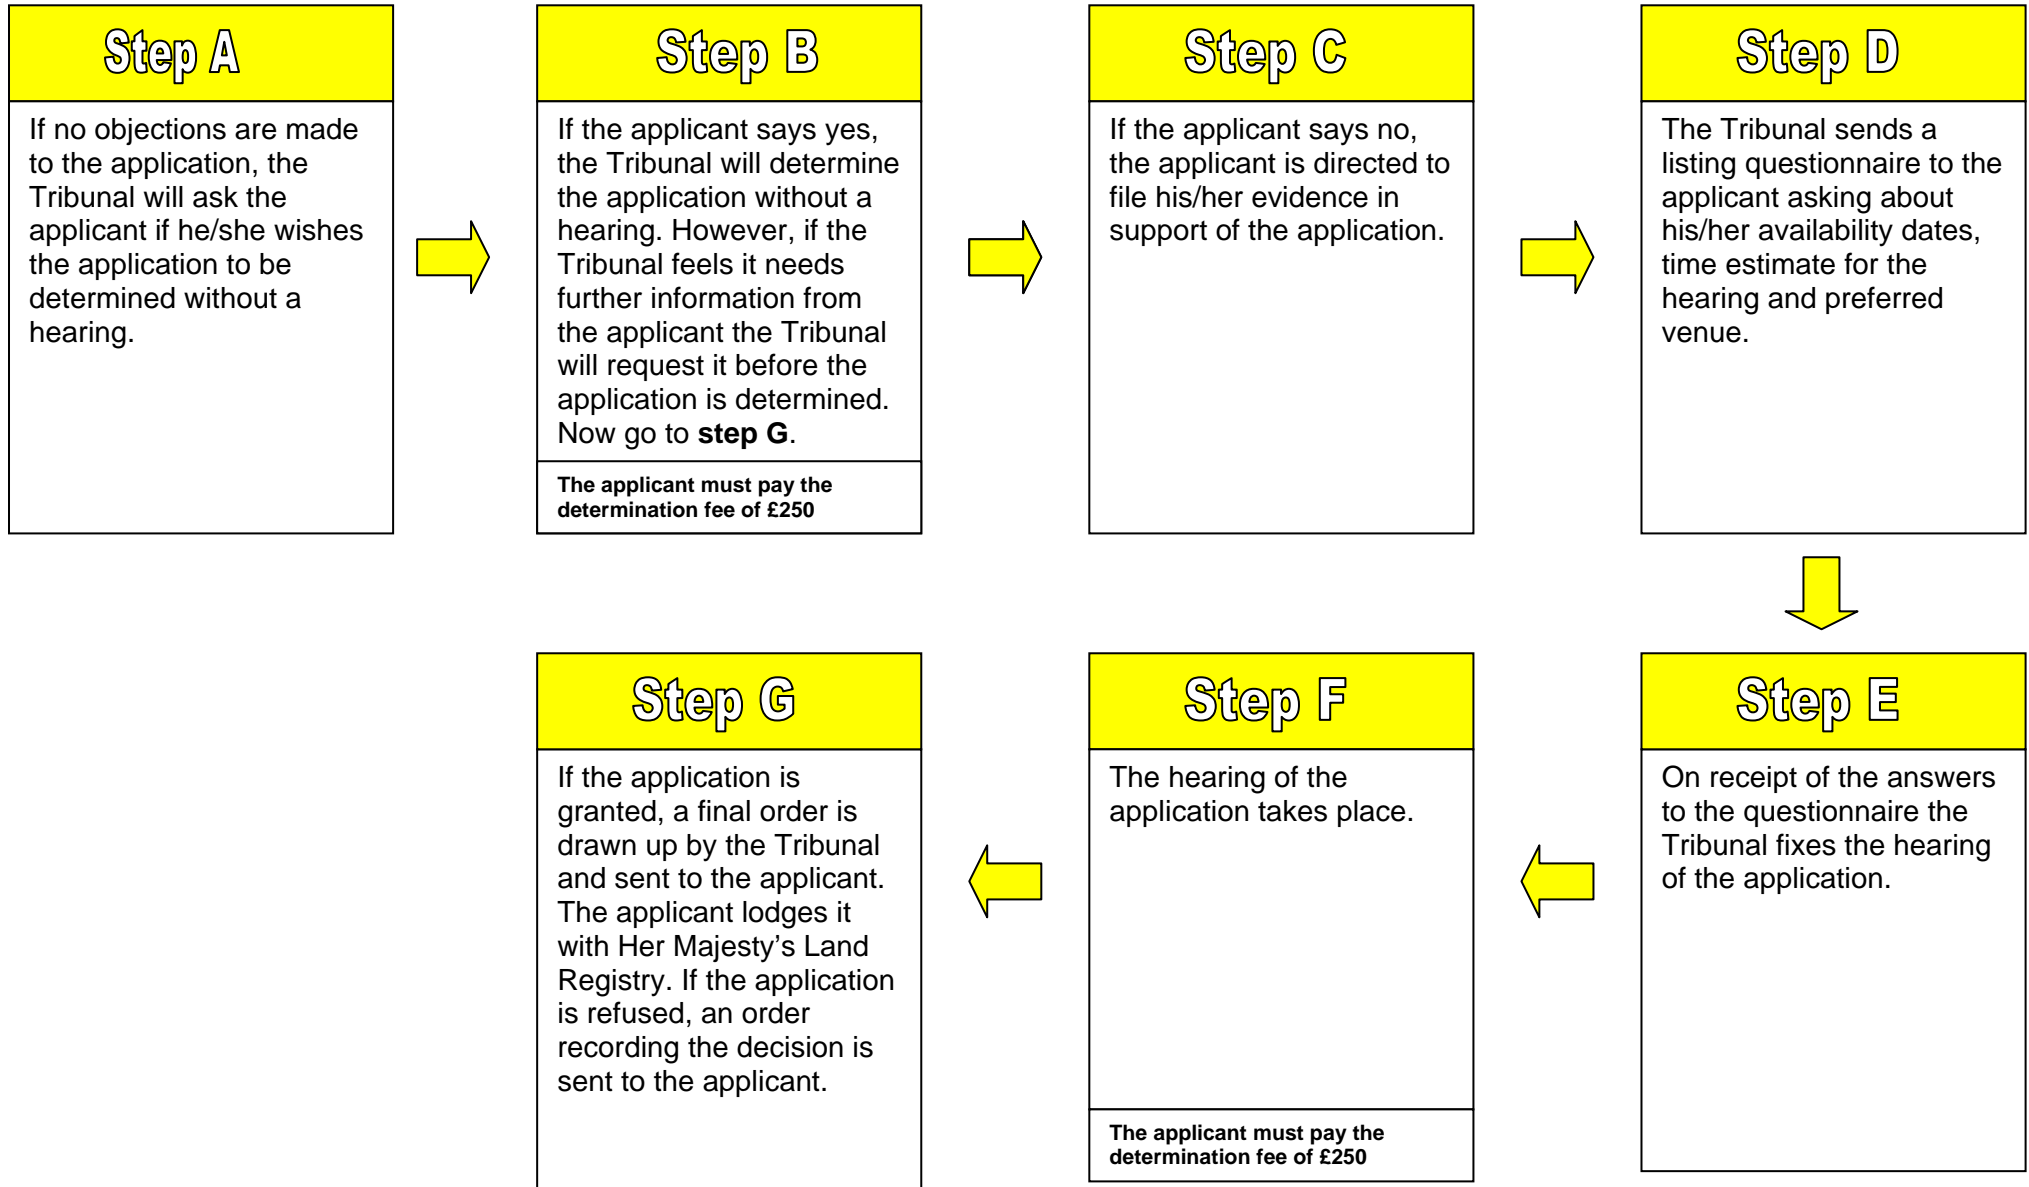 Step A
If no objections are made
to the application, the
Tribunal will ask the
applicant if he/she wishes
the application to be
determined without a
hearing.
Step B
If the applicant says yes,
the Tribunal will determine
the application without a
hearing. However, if the
Tribunal feels it needs
further information from
the applicant the Tribunal
will request it before the
application is determined.
Now go to step G.
The applicant must pay the
determination fee of £250
Step C
If the applicant says no,
the applicant is directed to
file his/her evidence in
support of the application.
Step D
The Tribunal sends a
listing questionnaire to the
applicant asking about
his/her availability dates,
time estimate for the
hearing and preferred
venue.
Step E
On receipt of the answers
to the questionnaire the
Tribunal fixes the hearing
of the application.
Step F
The hearing of the
application takes place.
The applicant must pay the
determination fee of £250
Step G
If the application is
granted, a final order is
drawn up by the Tribunal
and sent to the applicant.
The applicant lodges it
with Her Majesty’s Land
Registry. If the application
is refused, an order
recording the decision is
sent to the applicant.